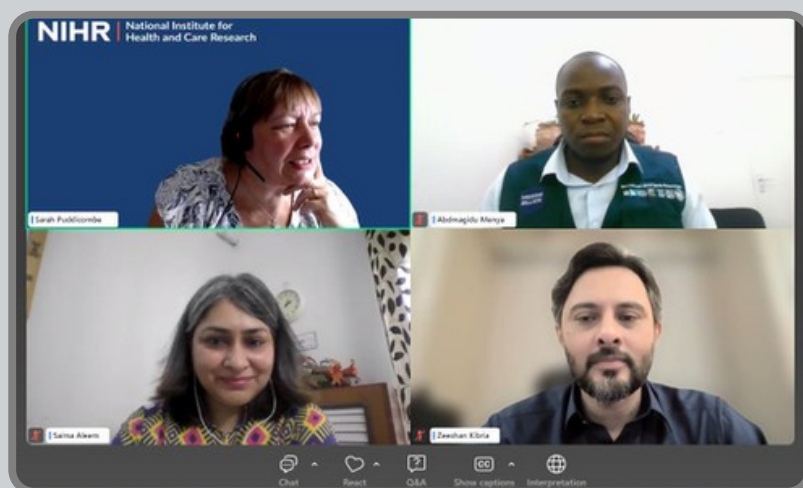 NIHR | National Institute for
Health and Care Research
Sarah Puddicombe
Abdmagidu Menya
Saima Aleem
Zeeshan Kibria
Chat
React
Q&A
Show captions
Interpretation